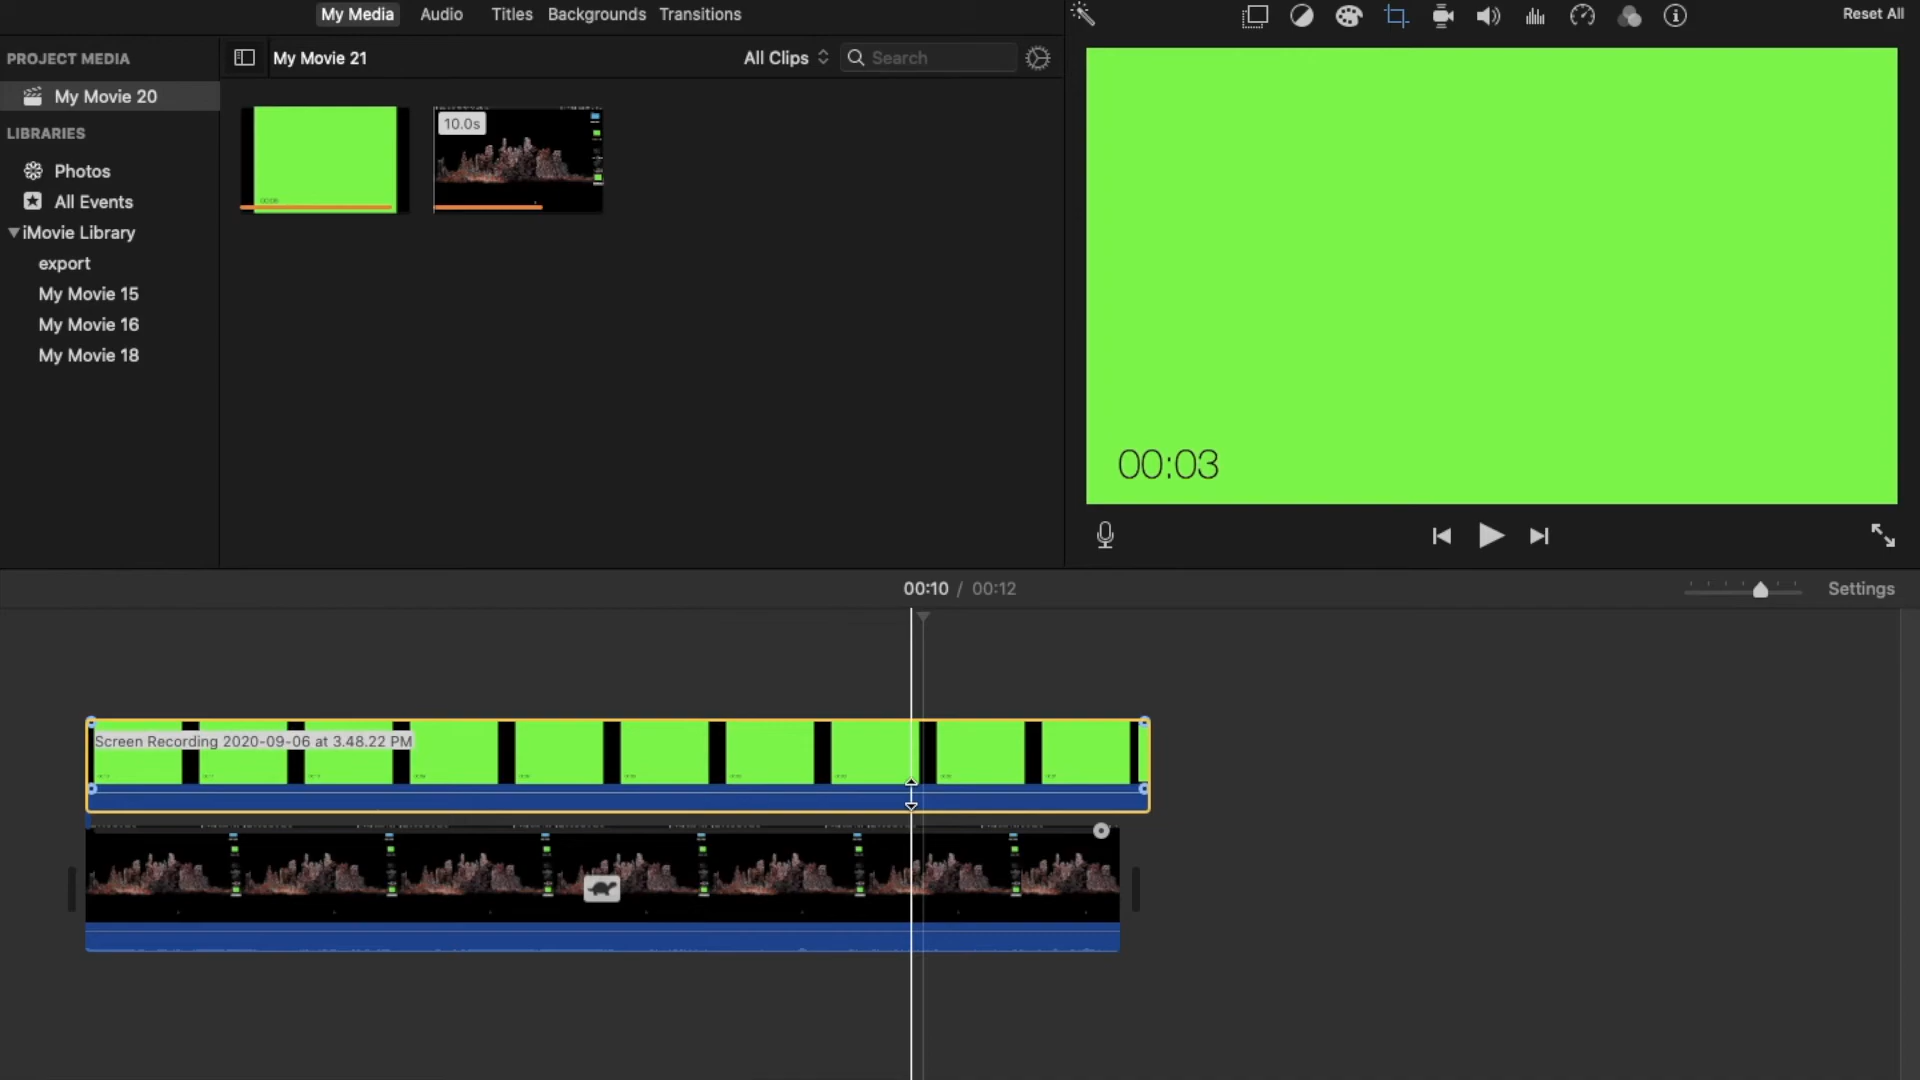 My Media Audio Titles Backgrounds Transitions
Reset All
PROJECT MEDIA
My Movie 21
All Clips
Search
My Movie 20
10.0s
LIBRARIES
Photos
All Events
iMovie Library
export
My Movie 15
My Movie 16
My Movie 18
00:03
00:10 / 00:12
Settings
Screen Recording 2020-09-06 at 3.48.22 PM